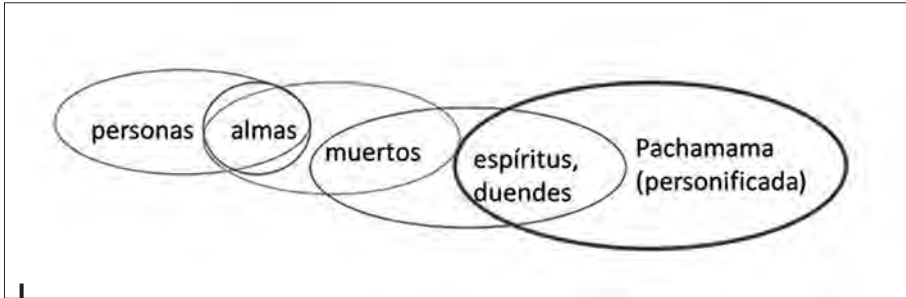 personas
almas
muertos
espíritus,
duendes
Pachamama
(personificada)